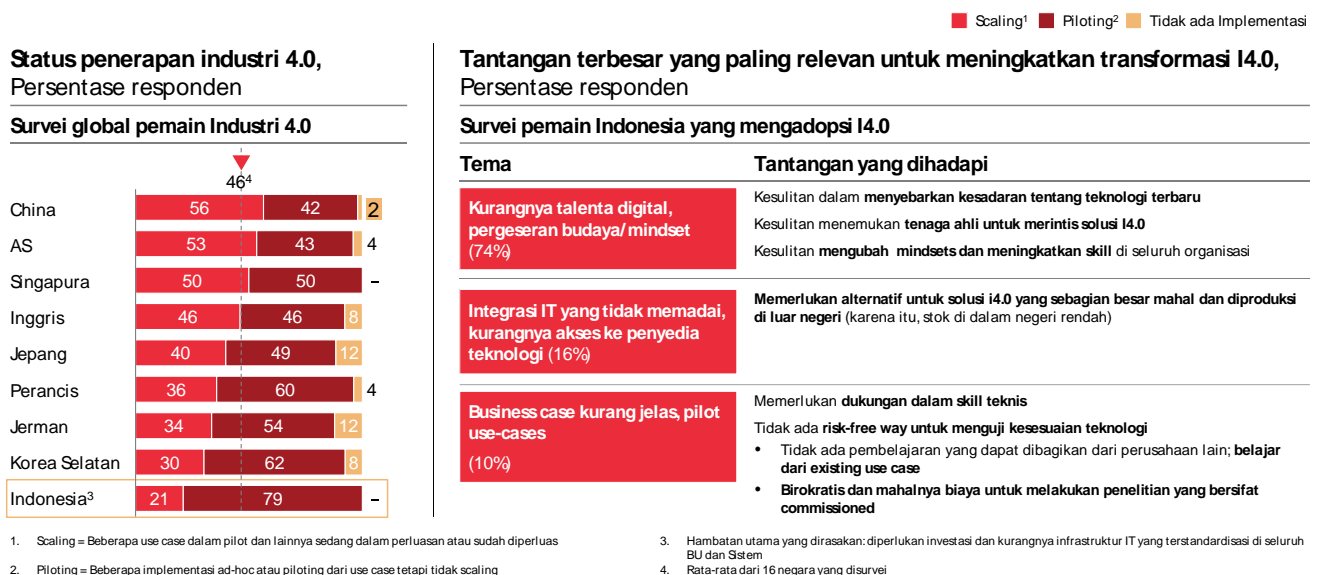 Scaling¹ Piloting² Tidak ada Implementasi
Status penerapan industri 4.0,
Persentase responden
Survei global pemain Industri 4.0
46⁴
China 56 42 2
AS 53 43 4
Singapura 50 50 –
Inggris 46 46 8
Jepang 40 49 12
Perancis 36 60 4
Jerman 34 54 12
Korea Selatan 30 62 8
Indonesia³ 21 79 –
Tantangan terbesar yang paling relevan untuk meningkatkan transformasi I4.0,
Persentase responden
Survei pemain Indonesia yang mengadopsi I4.0
Tema Tantangan yang dihadapi
Kurangnya talenta digital,
pergeseran budaya/mindset
(74%)
Kesulitan dalam menyebarkan kesadaran tentang teknologi terbaru
Kesulitan menemukan tenaga ahli untuk merintis solusi I4.0
Kesulitan mengubah mindsets dan meningkatkan skill di seluruh organisasi
Integrasi IT yang tidak memadai,
kurangnya akses ke penyedia
teknologi (16%)
Memerlukan alternatif untuk solusi i4.0 yang sebagian besar mahal dan diproduksi
di luar negeri (karena itu, stok di dalam negeri rendah)
Business case kurang jelas, pilot
use-cases
(10%)
Memerlukan dukungan dalam skill teknis
Tidak ada risk-free way untuk menguji kesesuaian teknologi
• Tidak ada pembelajaran yang dapat dibagikan dari perusahaan lain; belajar
dari existing use case
• Birokratis dan mahalnya biaya untuk melakukan penelitian yang bersifat
commissioned
1. Scaling = Beberapa use case dalam pilot dan lainnya sedang dalam perluasan atau sudah diperluas
2. Piloting = Beberapa implementasi ad-hoc atau piloting dari use case tetapi tidak scaling
3. Hambatan utama yang dirasakan: diperlukan investasi dan kurangnya infrastruktur IT yang terstandardisasi di seluruh
BU dan Sistem
4. Rata-rata dari 16 negara yang disurvei